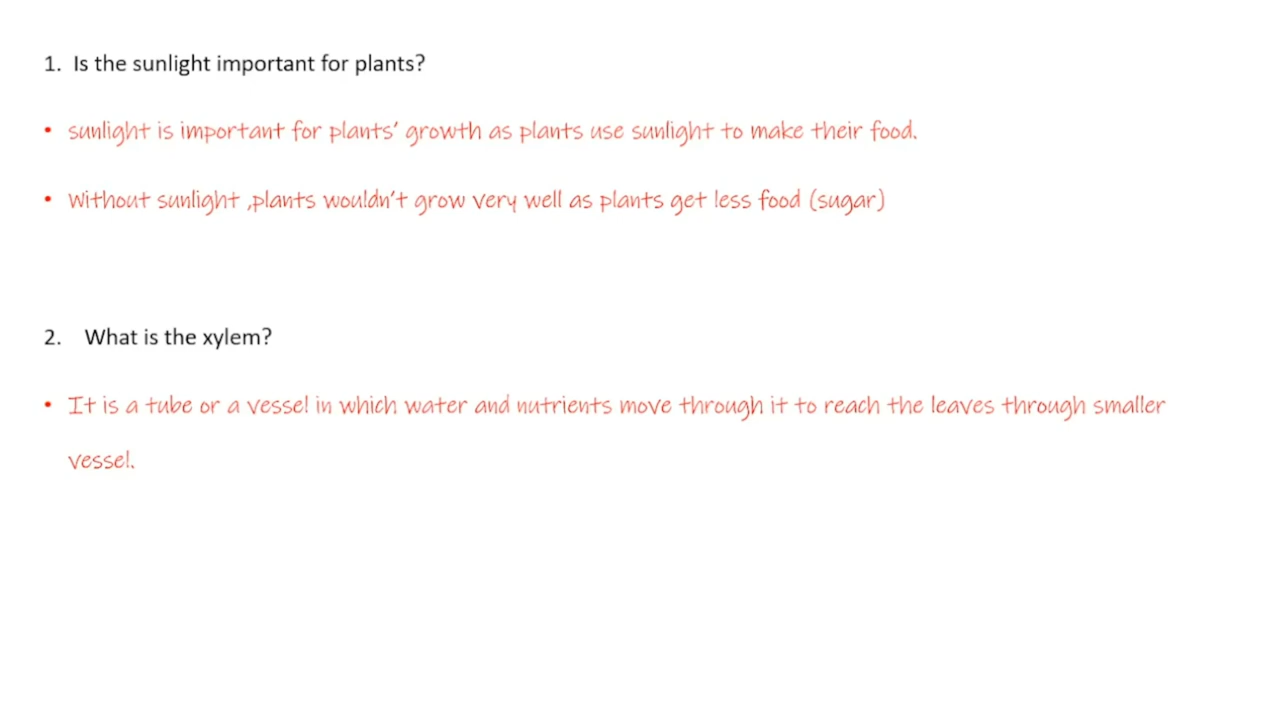 1. Is the sunlight important for plants?
• sunlight is important for plants' growth as plants use sunlight to make their food.
• Without sunlight ,plants wouldn't grow very well as plants get less food (sugar)
2. What is the xylem?
• It is a tube or a vessel in which water and nutrients move through it to reach the leaves through smaller
vessel.